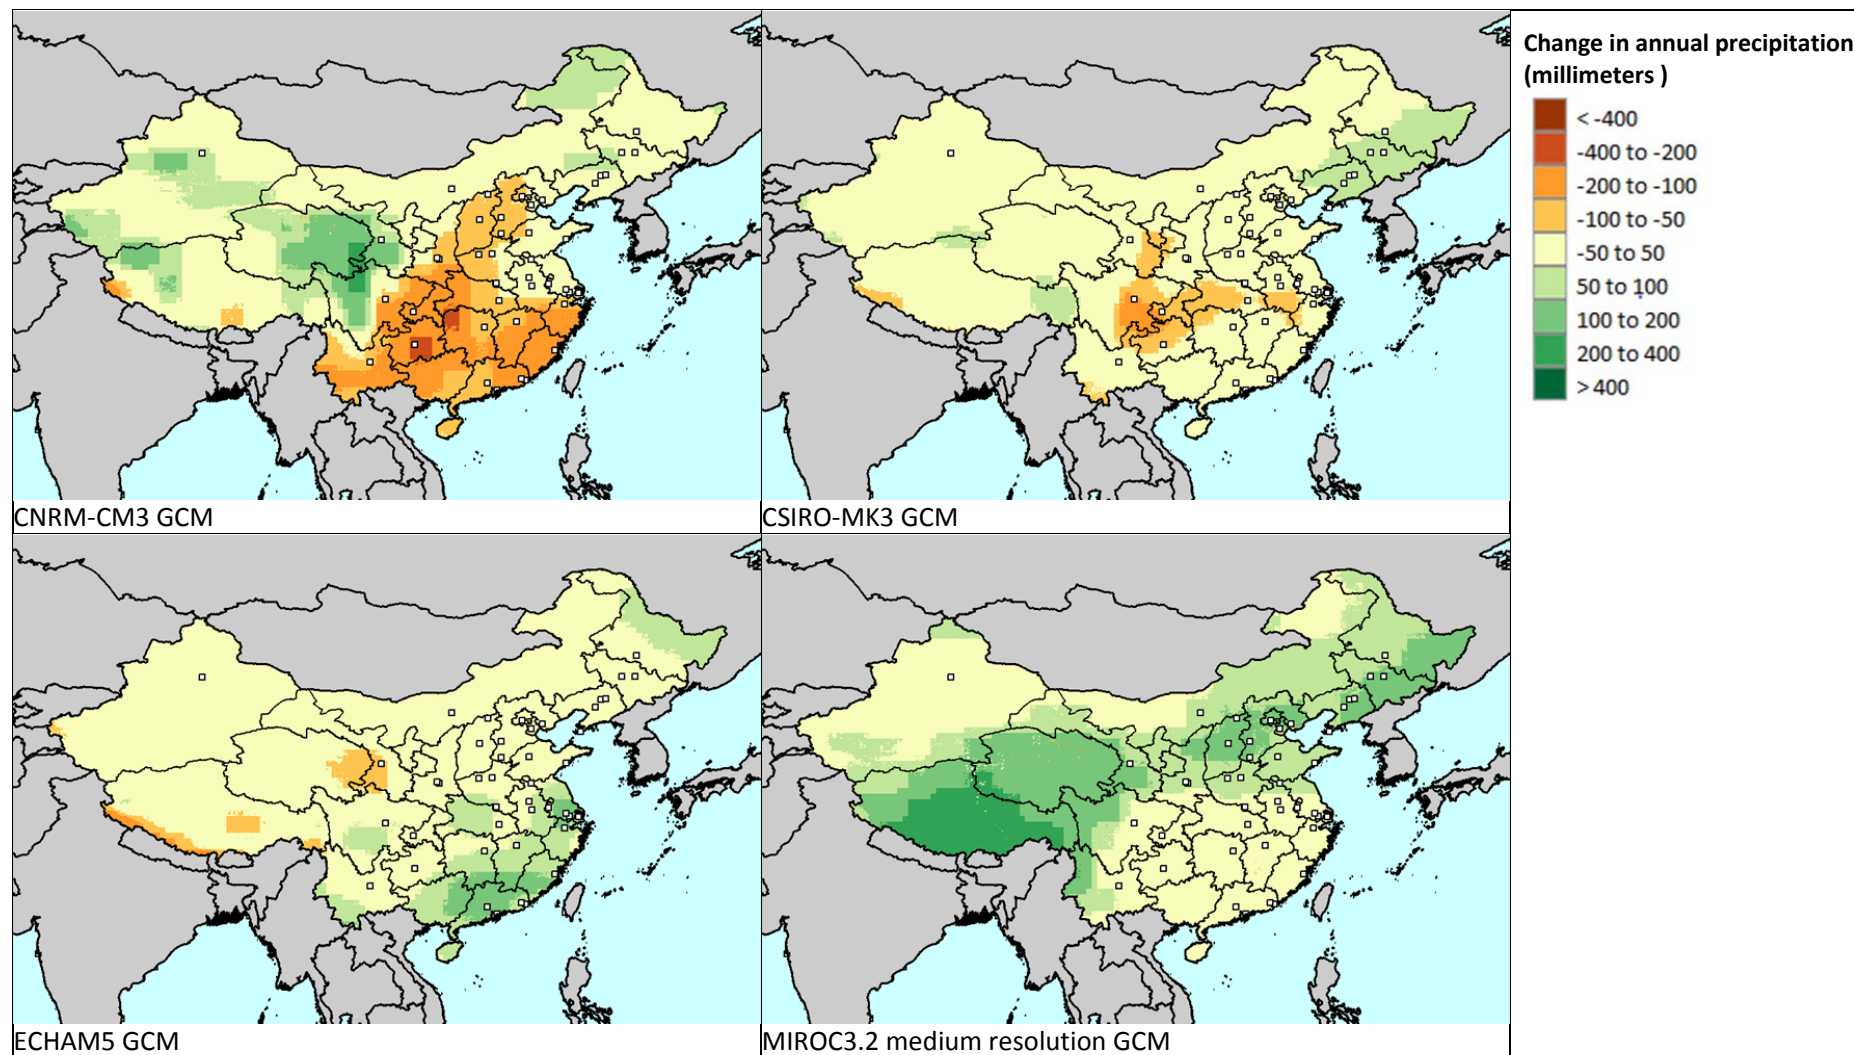 Change in annual precipitation
(millimeters )
< -400
-400 to -200
-200 to -100
-100 to -50
-50 to 50
50 to 100
100 to 200
200 to 400
> 400
CNRM-CM3 GCM
CSIRO-MK3 GCM
ECHAM5 GCM
MIROC3.2 medium resolution GCM